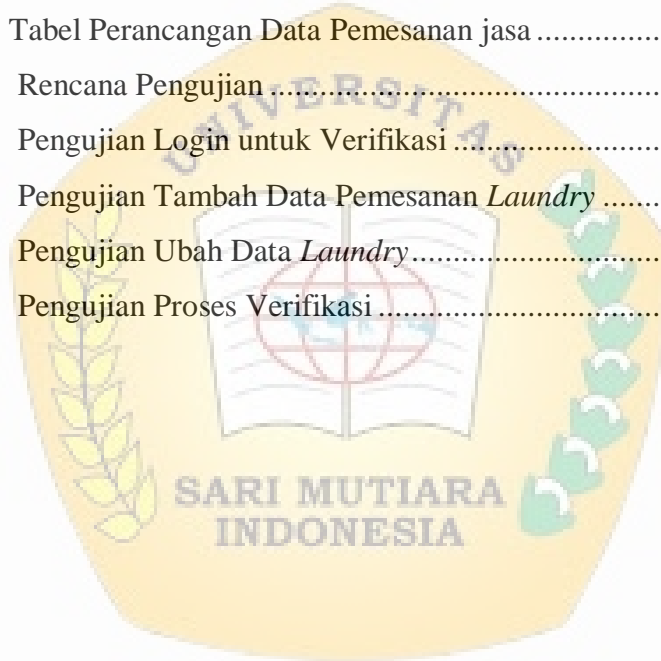 Tabel Perancangan Data Pemesanan jasa ...............
Rencana Pengujian ..........................................................
Pengujian Login untuk Verifikasi ............................
Pengujian Tambah Data Pemesanan Laundry .......
Pengujian Ubah Data Laundry ...................................
Pengujian Proses Verifikasi ........................................
UNIVERSITAS
SARI MUTIARA
INDONESIA